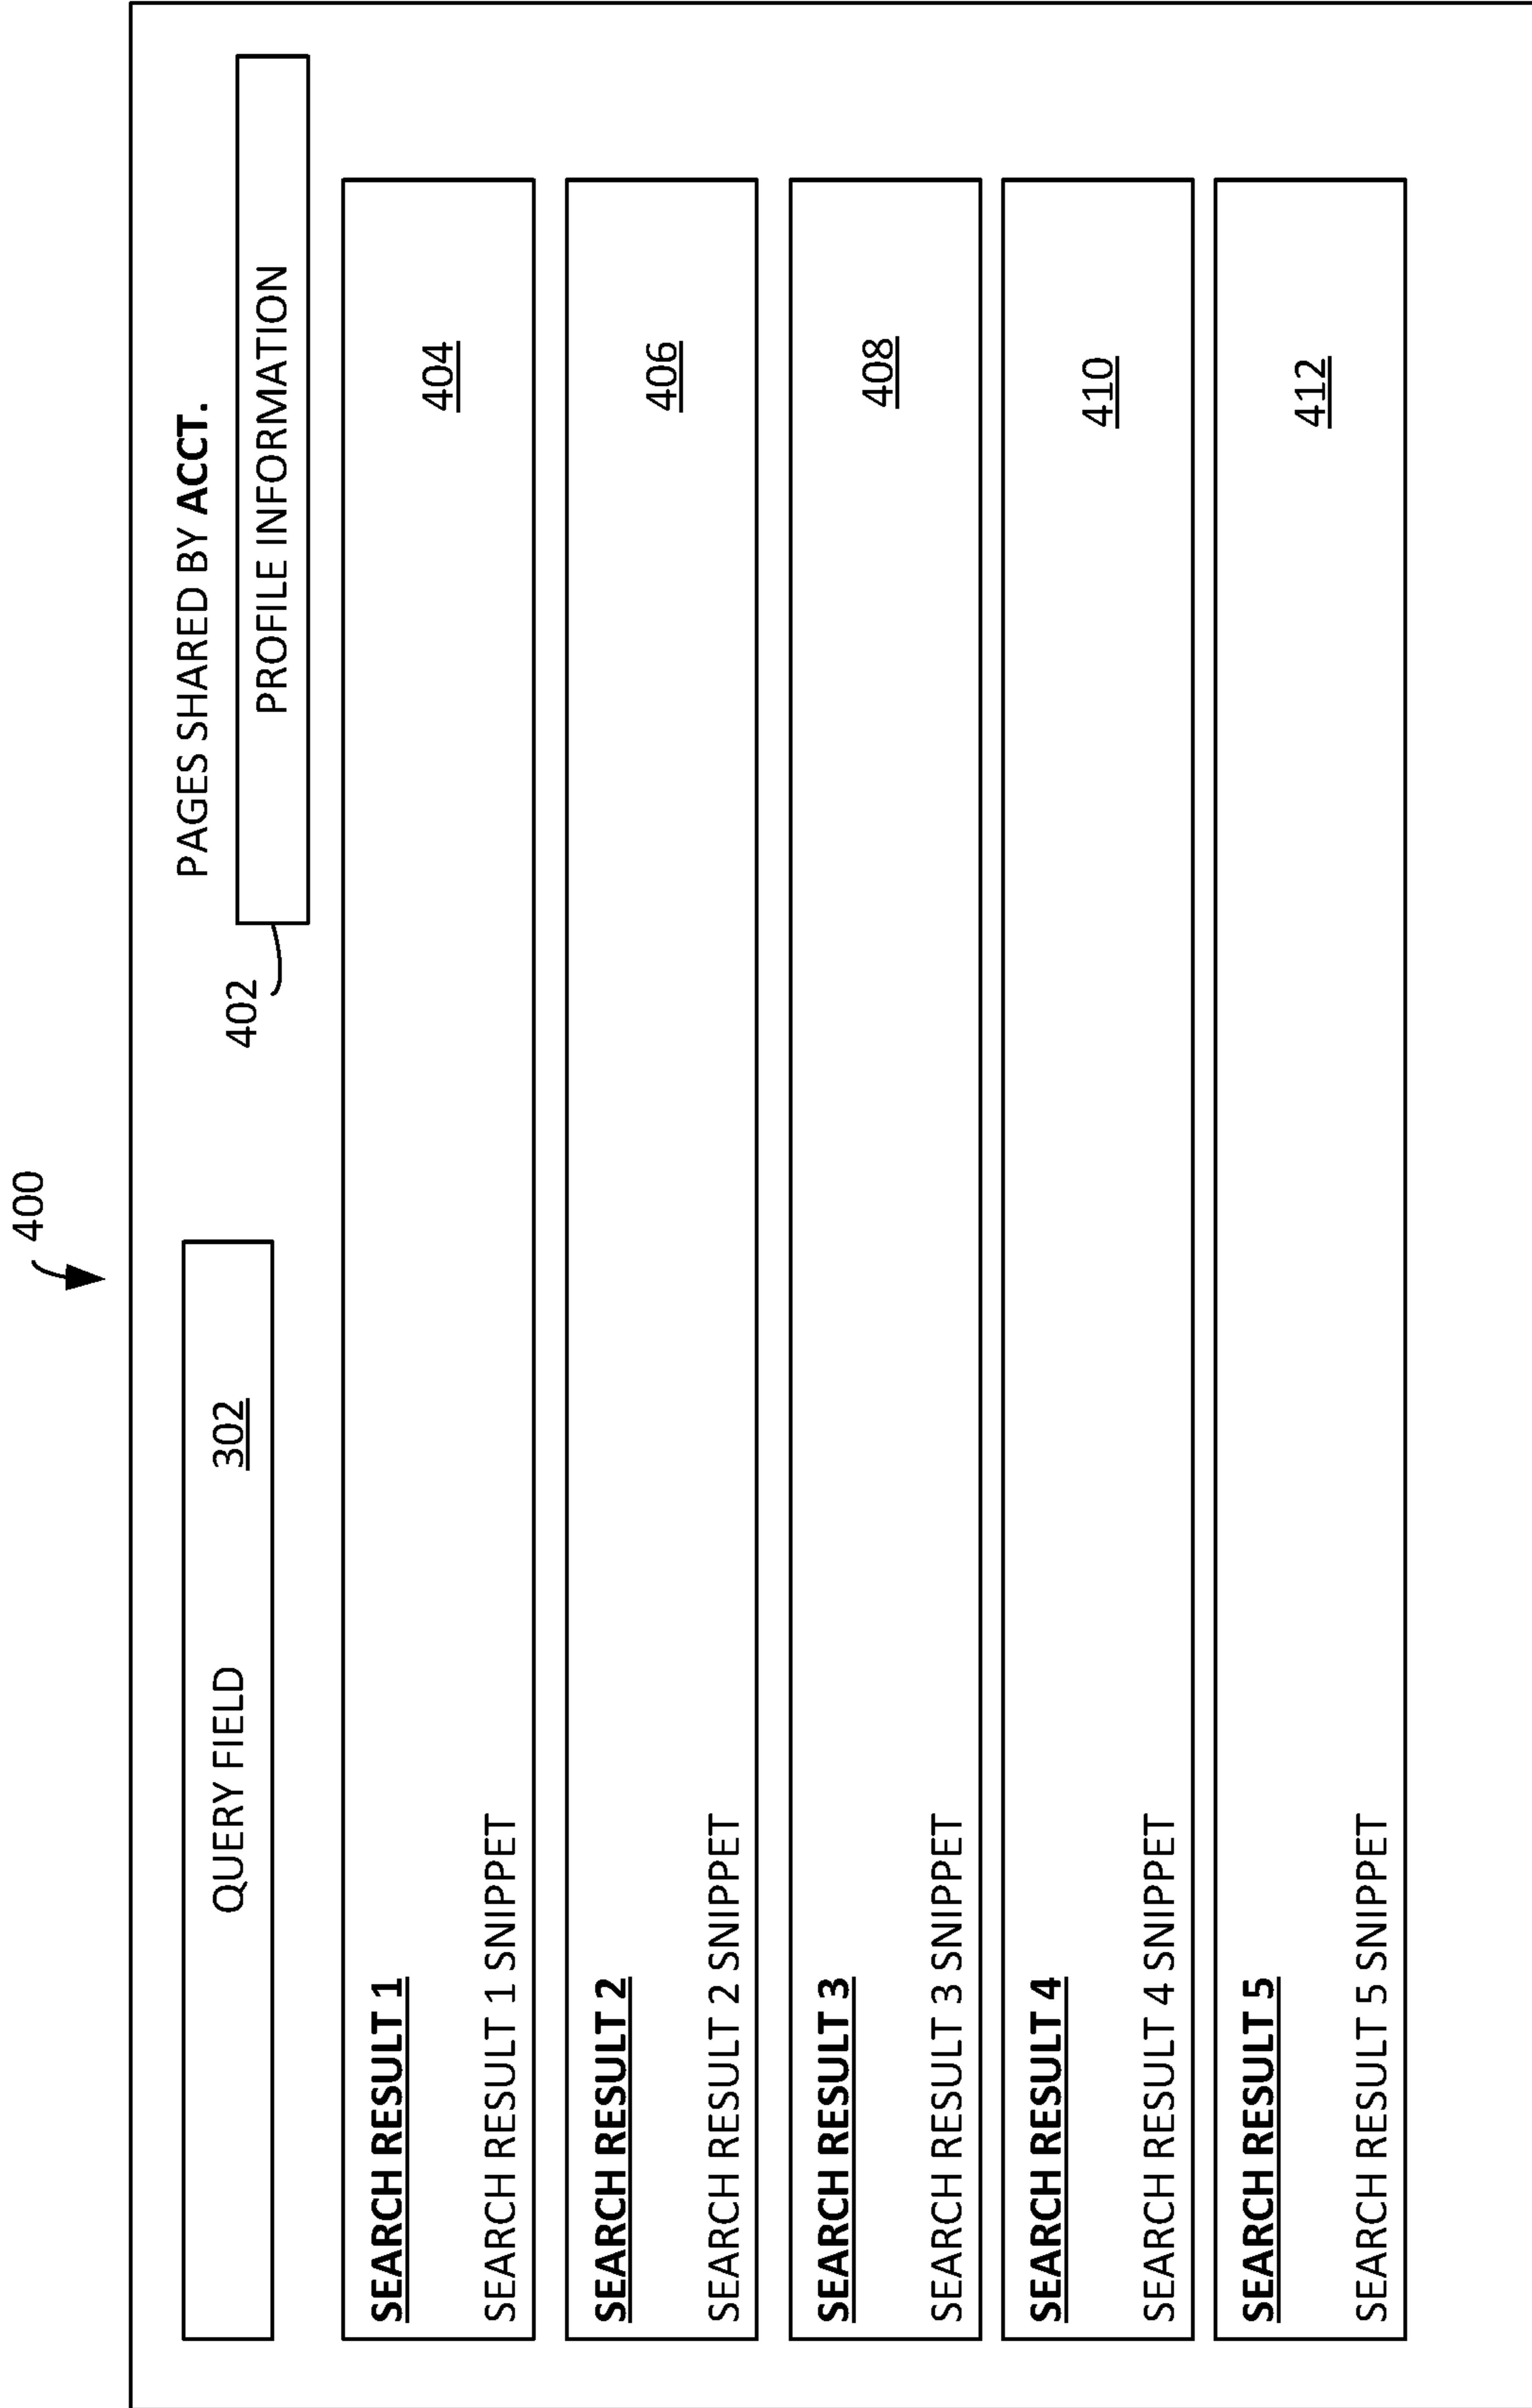 400
PAGES SHARED BY ACCT.
QUERY FIELD 302
402
PROFILE INFORMATION
SEARCH RESULT 1
404
SEARCH RESULT 1 SNIPPET
SEARCH RESULT 2
406
SEARCH RESULT 2 SNIPPET
SEARCH RESULT 3
408
SEARCH RESULT 3 SNIPPET
SEARCH RESULT 4
410
SEARCH RESULT 4 SNIPPET
SEARCH RESULT 5
412
SEARCH RESULT 5 SNIPPET